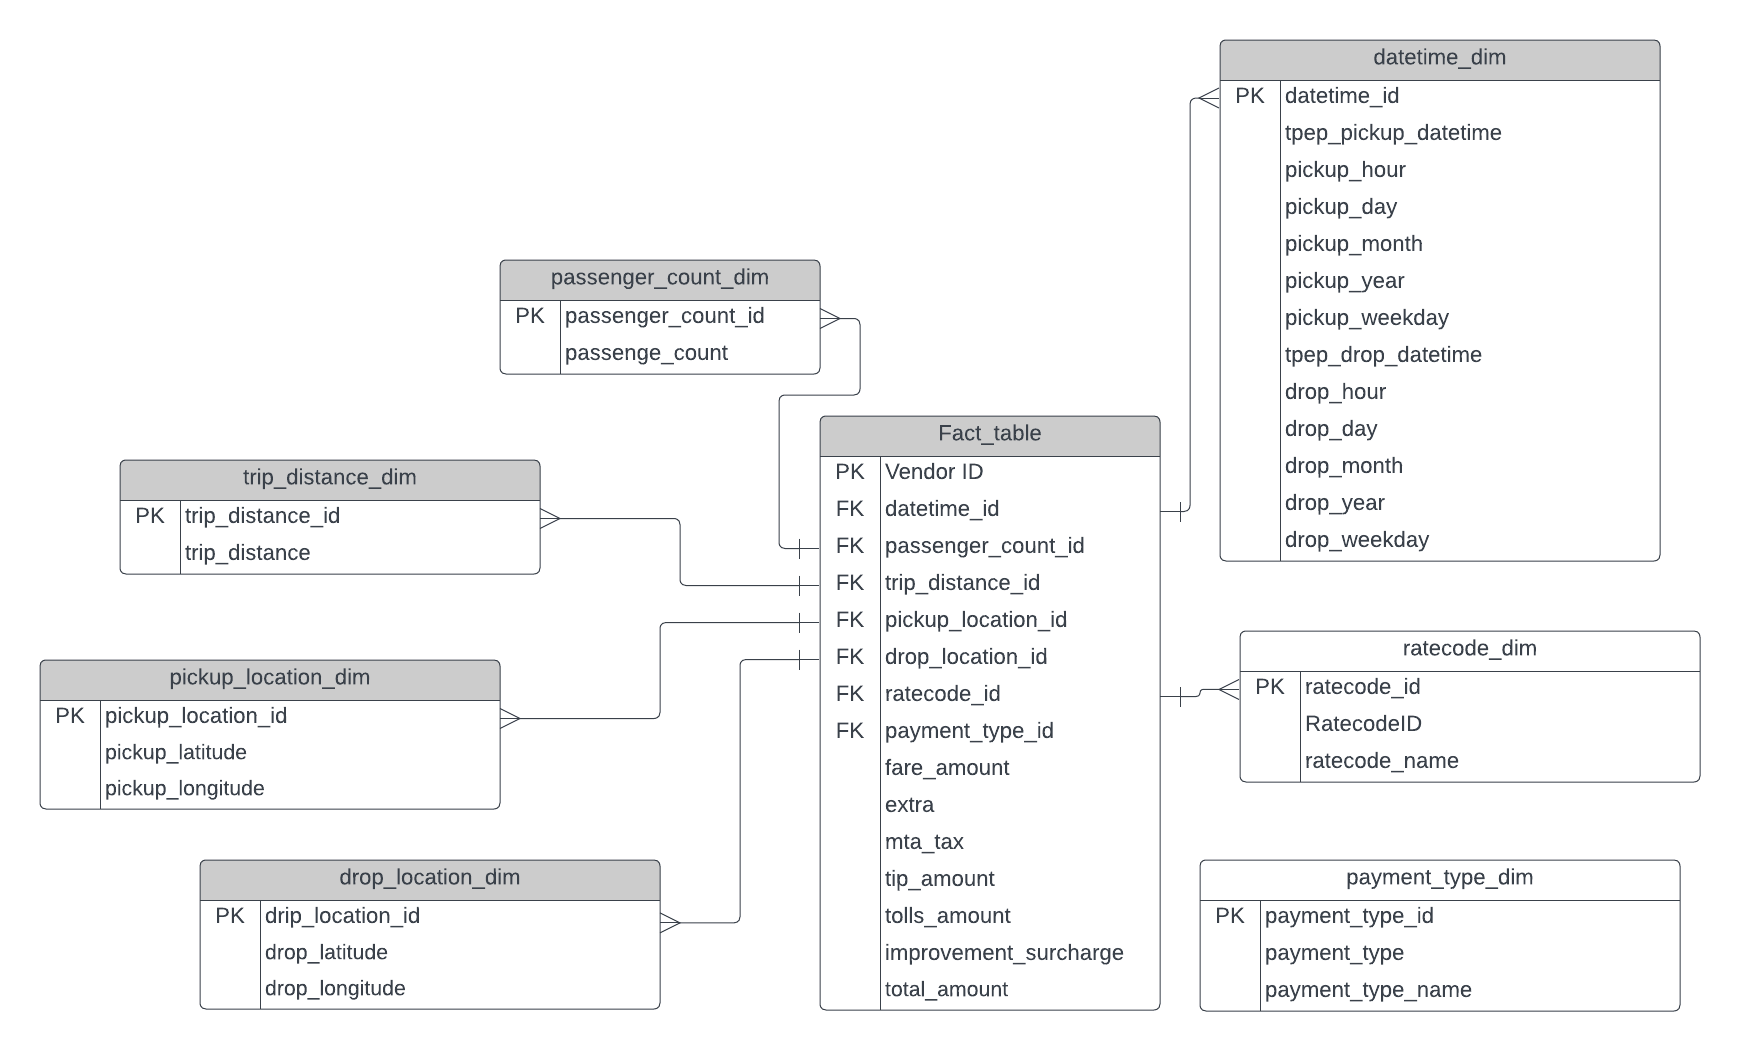 datetime_dim
PK datetime_id
tpep_pickup_datetime
pickup_hour
pickup_day
pickup_month
pickup_year
pickup_weekday
tpep_drop_datetime
drop_hour
drop_day
drop_month
drop_year
drop_weekday
passenger_count_dim
PK passenger_count_id
passenge_count
trip_distance_dim
PK trip_distance_id
trip_distance
pickup_location_dim
PK pickup_location_id
pickup_latitude
pickup_longitude
drop_location_dim
PK drip_location_id
drop_latitude
drop_longitude
Fact_table
PK Vendor ID
FK datetime_id
FK passenger_count_id
FK trip_distance_id
FK pickup_location_id
FK drop_location_id
FK ratecode_id
FK payment_type_id
fare_amount
extra
mta_tax
tip_amount
tolls_amount
improvement_surcharge
total_amount
ratecode_dim
PK ratecode_id
RatecodeID
ratecode_name
payment_type_dim
PK payment_type_id
payment_type
payment_type_name